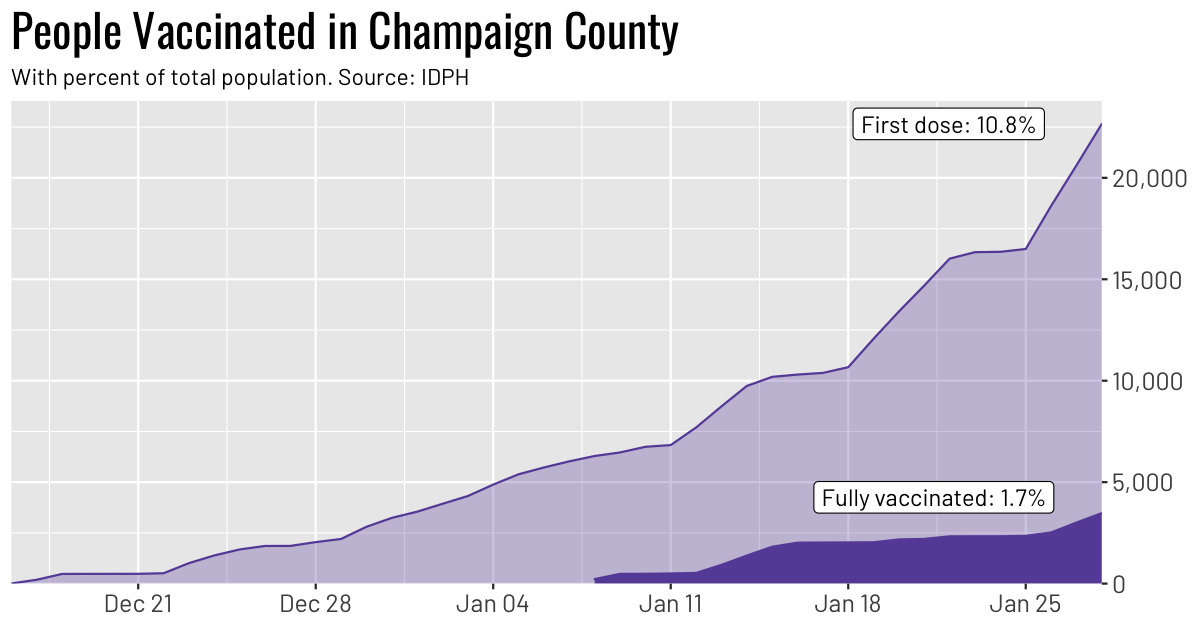 People Vaccinated in Champaign County
With percent of total population. Source: IDPH
First dose: 10.8%
20,000
15,000
10,000
Fully vaccinated: 1.7%
5,000
0
Dec 21 Dec 28 Jan 04 Jan 11 Jan 18 Jan 25